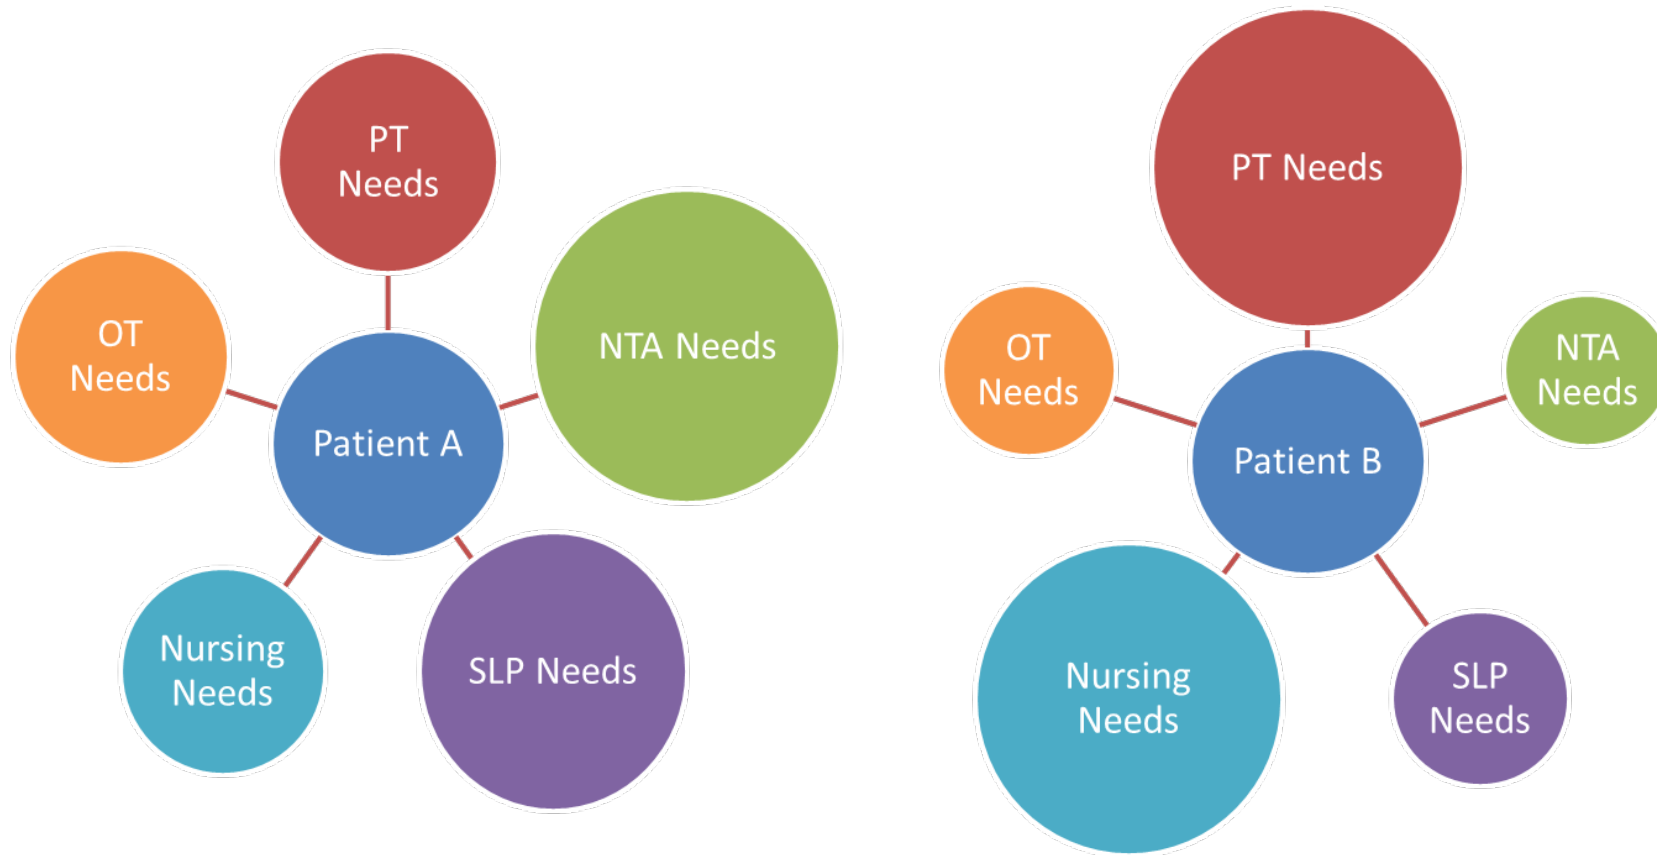 PT
Needs
NTA Needs
OT
Needs
Patient A
Nursing
Needs
SLP Needs
PT Needs
OT
Needs
NTA
Needs
Patient B
Nursing
Needs
SLP
Needs